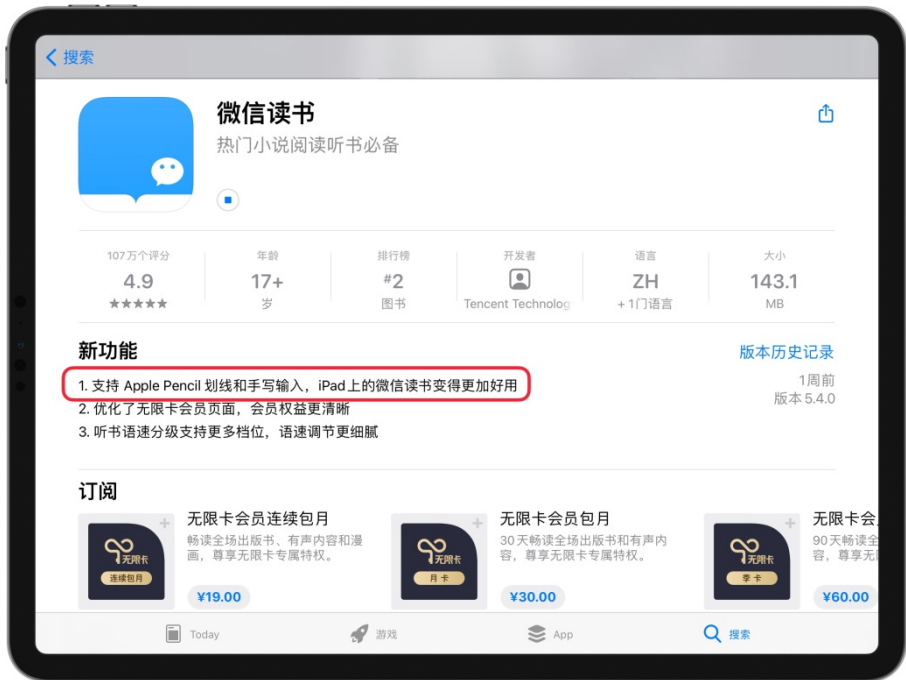 搜索
微信读书
热门小说阅读听书必备
107万个评分
4.9
★★★★★
年龄
17+
岁
排行榜
#2
图书
开发者
Tencent Technolog
语言
ZH
+ 1门语言
大小
143.1
MB
新功能
版本历史记录
1. 支持 Apple Pencil 划线和手写输入，iPad上的微信读书变得更加好用
1周前
2. 优化了无限卡会员页面，会员权益更清晰
版本 5.4.0
3. 听书语速分级支持更多档位，语速调节更细腻
订阅
无限卡
连续包月
无限卡会员连续包月
畅读全场出版书、有声内容和漫
画，尊享无限卡专属特权。
¥19.00
无限卡
月卡
无限卡会员包月
30天畅读全场出版书和有声内
容，尊享无限卡专属特权。
¥30.00
无限卡
季卡
无限卡会
90天畅读全
容，尊享无
¥60.00
Today
游戏
App
搜索